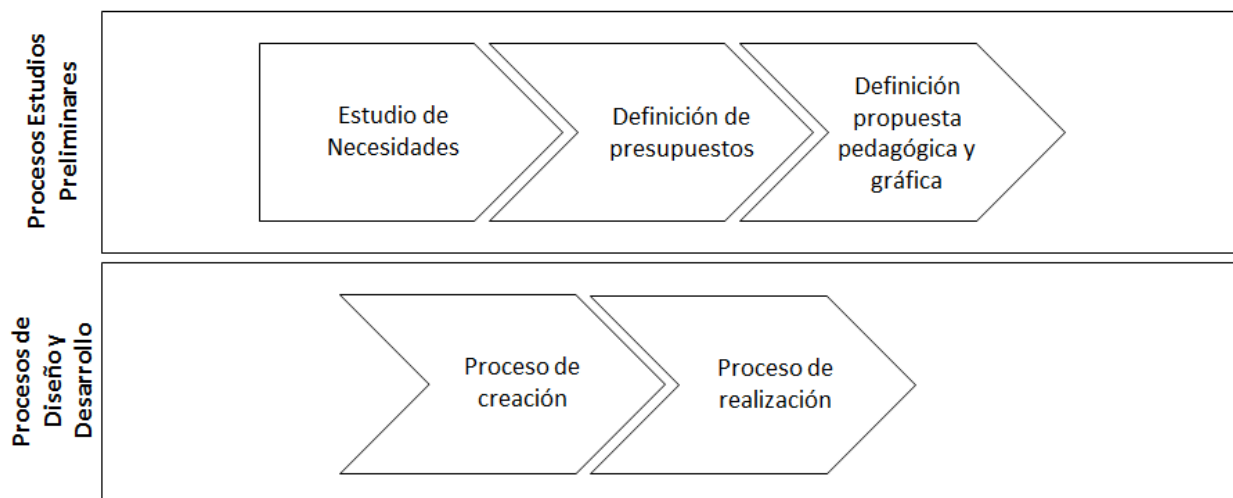 Procesos Estudios
Preliminares
Estudio de
Necesidades
Definición de
presupuestos
Definición
propuesta
pedagógica y
gráfica
Procesos de
Diseño y
Desarrollo
Proceso de
creación
Proceso de
realización